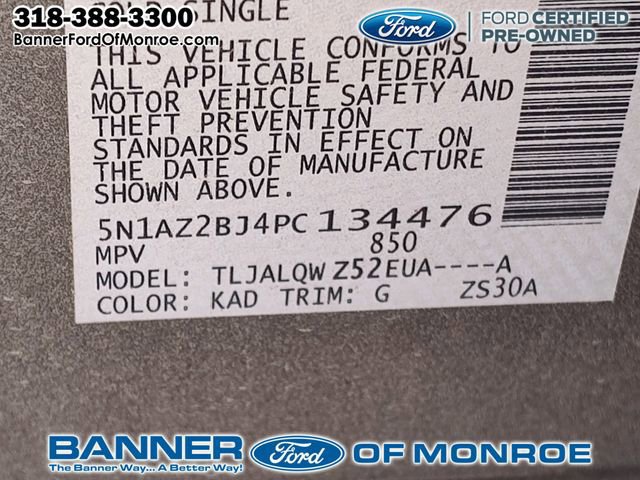 318-388-3300
BannerFordOfMonroe.com
SINGLE
Ford
FORD CERTIFIED
PRE-OWNED
THIS VEHICLE CONFORMS TO
ALL APPLICABLE FEDERAL
MOTOR VEHICLE SAFETY AND
THEFT PREVENTION
STANDARDS IN EFFECT ON
THE DATE OF MANUFACTURE
SHOWN ABOVE.
5N1AZ2BJ4PC134476
MPV 850
MODEL: TLJALQW Z52EUA----A
COLOR: KAD TRIM: G ZS30A
BANNER Ford OF MONROE
The Banner Way... A Better Way!